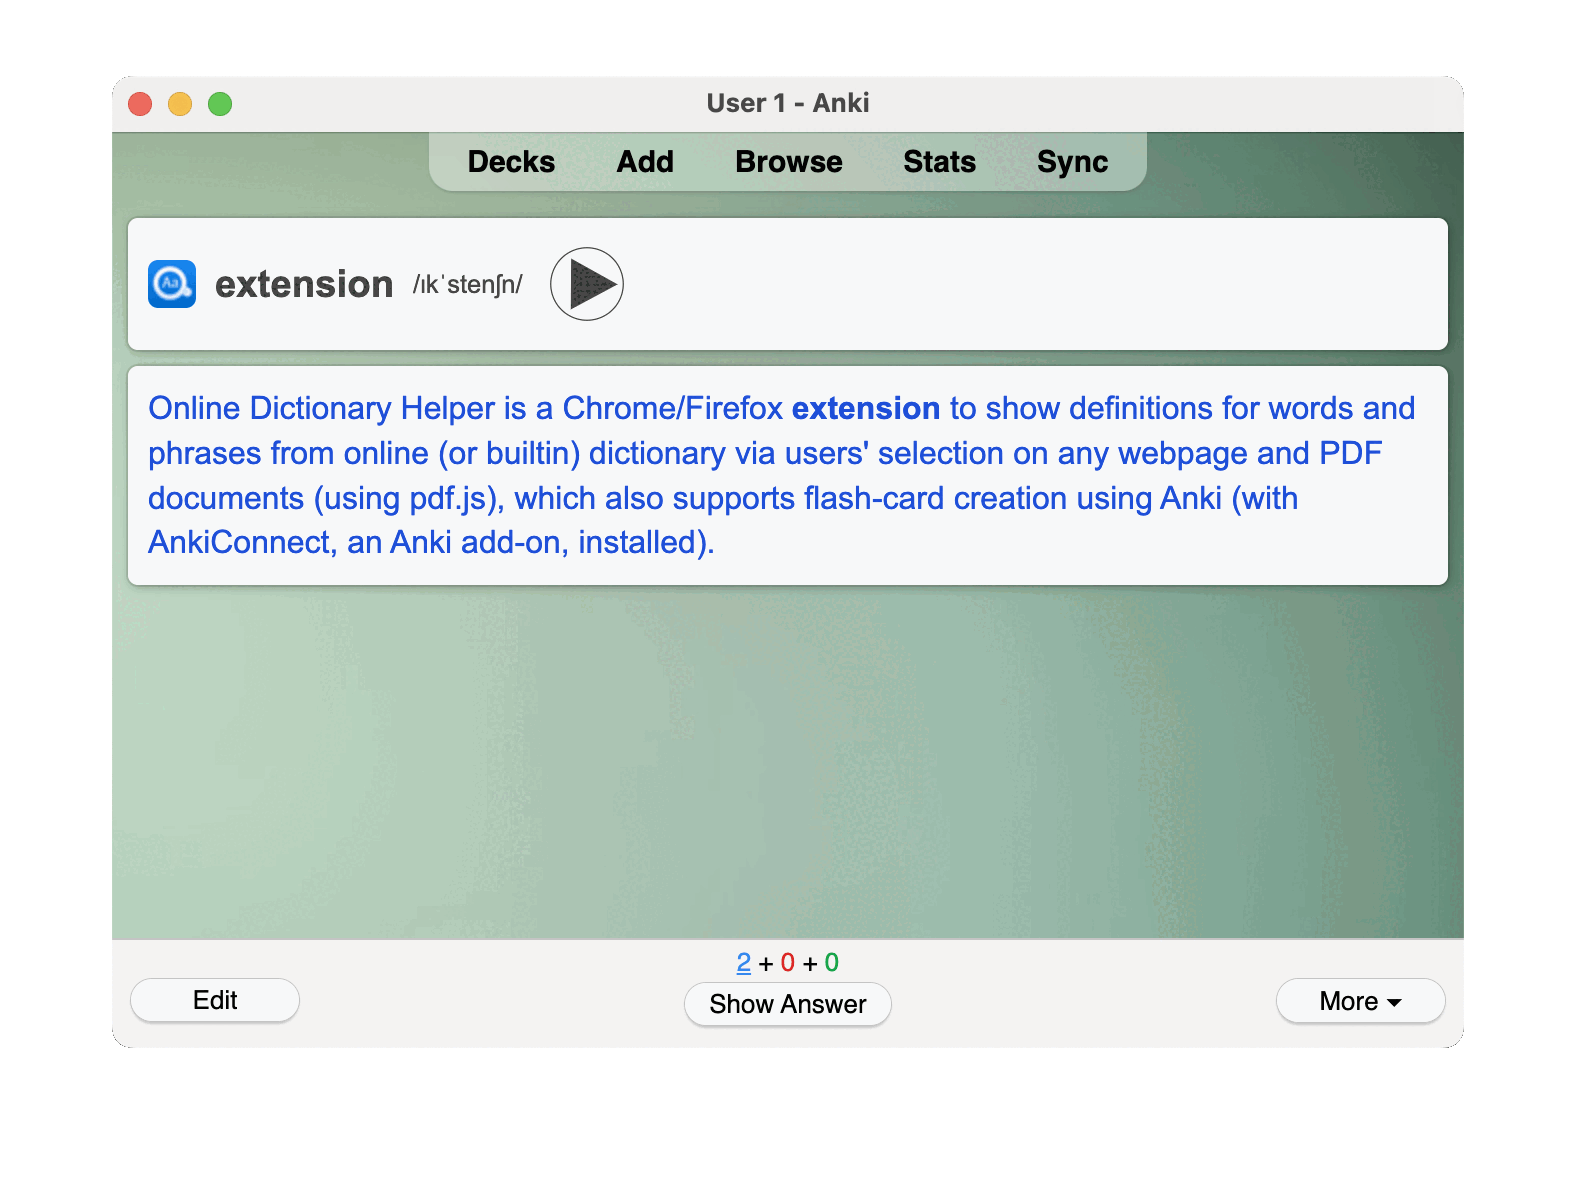 User 1 - Anki
Decks Add Browse Stats Sync
Aa extension /ɪkˈstenʃn/
Online Dictionary Helper is a Chrome/Firefox extension to show definitions for words and
phrases from online (or builtin) dictionary via users' selection on any webpage and PDF
documents (using pdf.js), which also supports flash-card creation using Anki (with
AnkiConnect, an Anki add-on, installed).
2 + 0 + 0
Edit Show Answer More